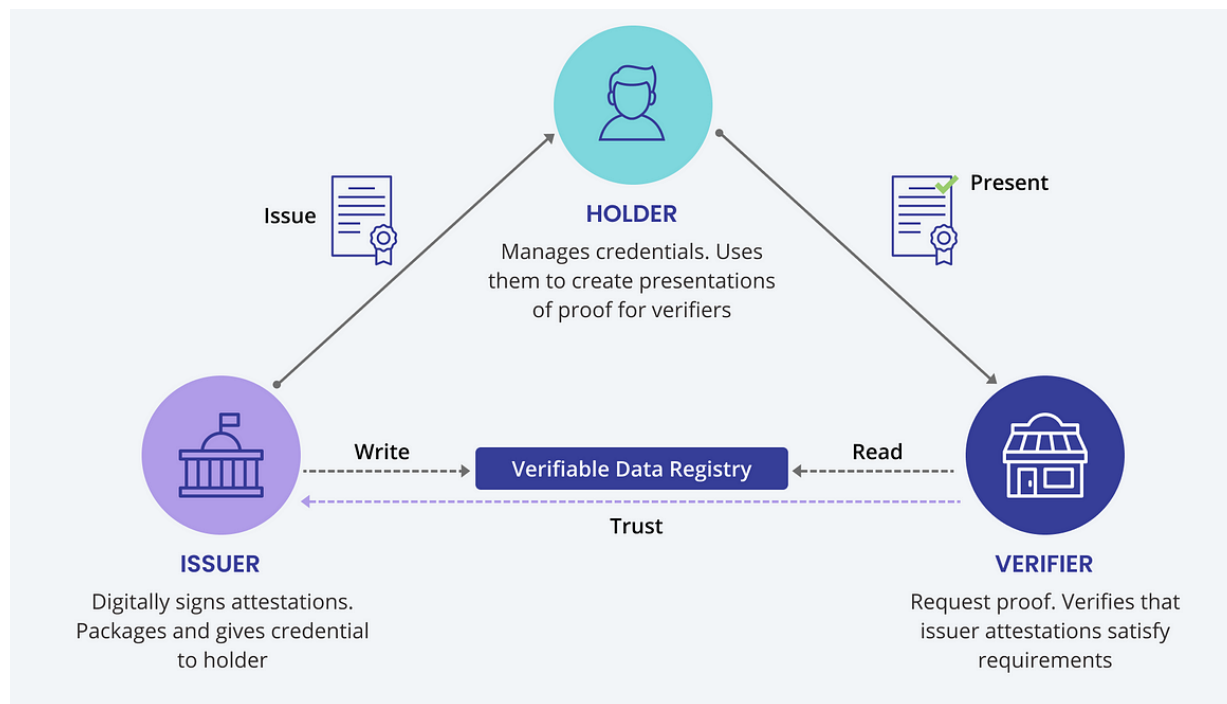 Issue
Present
HOLDER
Manages credentials. Uses
them to create presentations
of proof for verifiers
Write
Verifiable Data Registry
Read
Trust
ISSUER
Digitally signs attestations.
Packages and gives credential
to holder
VERIFIER
Request proof. Verifies that
issuer attestations satisfy
requirements